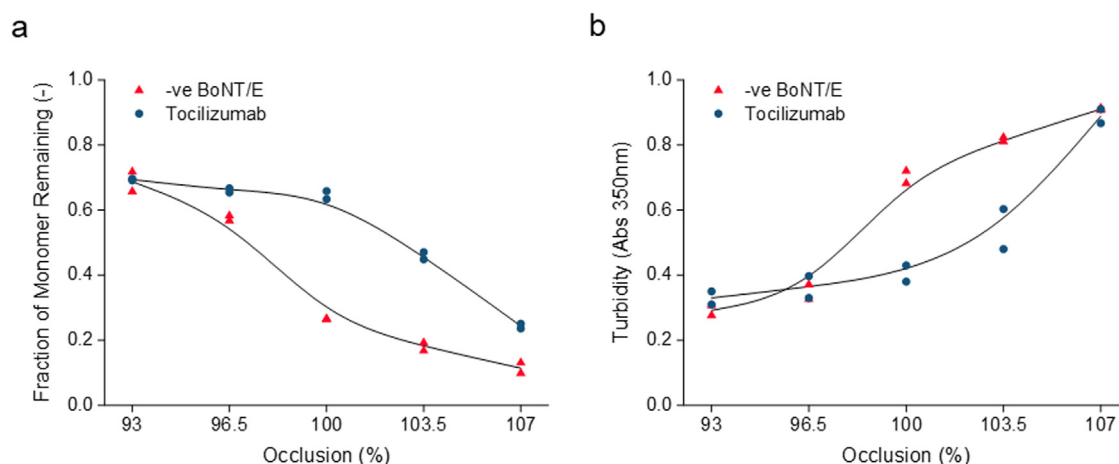 a
Fraction of Monomer Remaining (-)
1.0
0.8
0.6
0.4
0.2
0.0
-ve BoNT/E
Tocilizumab
93 96.5 100 103.5 107
Occlusion (%)
b
Turbidity (Abs 350nm)
1.0
0.8
0.6
0.4
0.2
0.0
-ve BoNT/E
Tocilizumab
93 96.5 100 103.5 107
Occlusion (%)